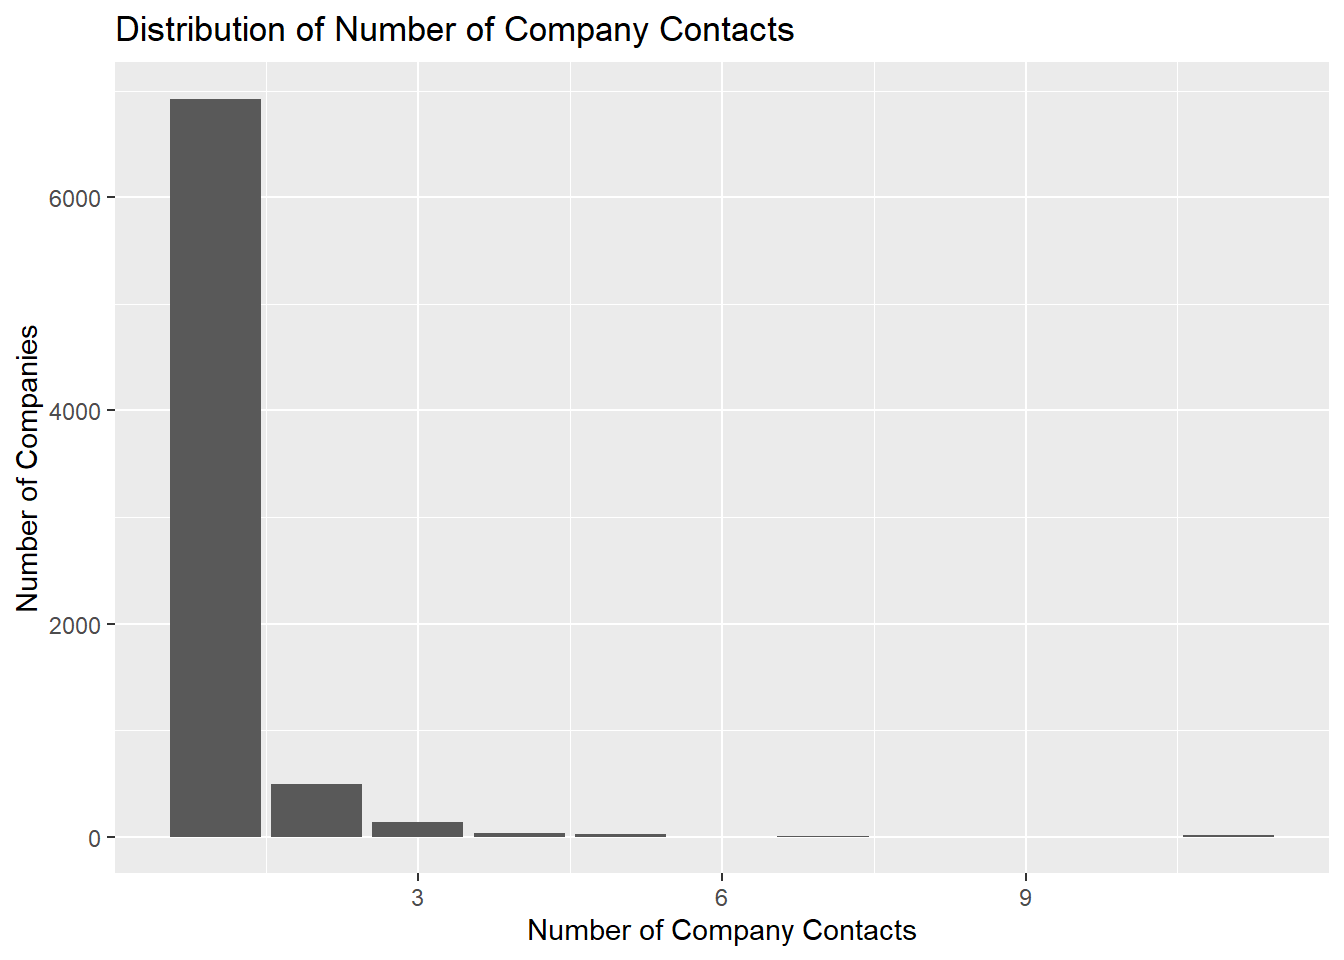 Distribution of Number of Company Contacts
Number of Companies
6000
4000
2000
0
3
6
9
Number of Company Contacts